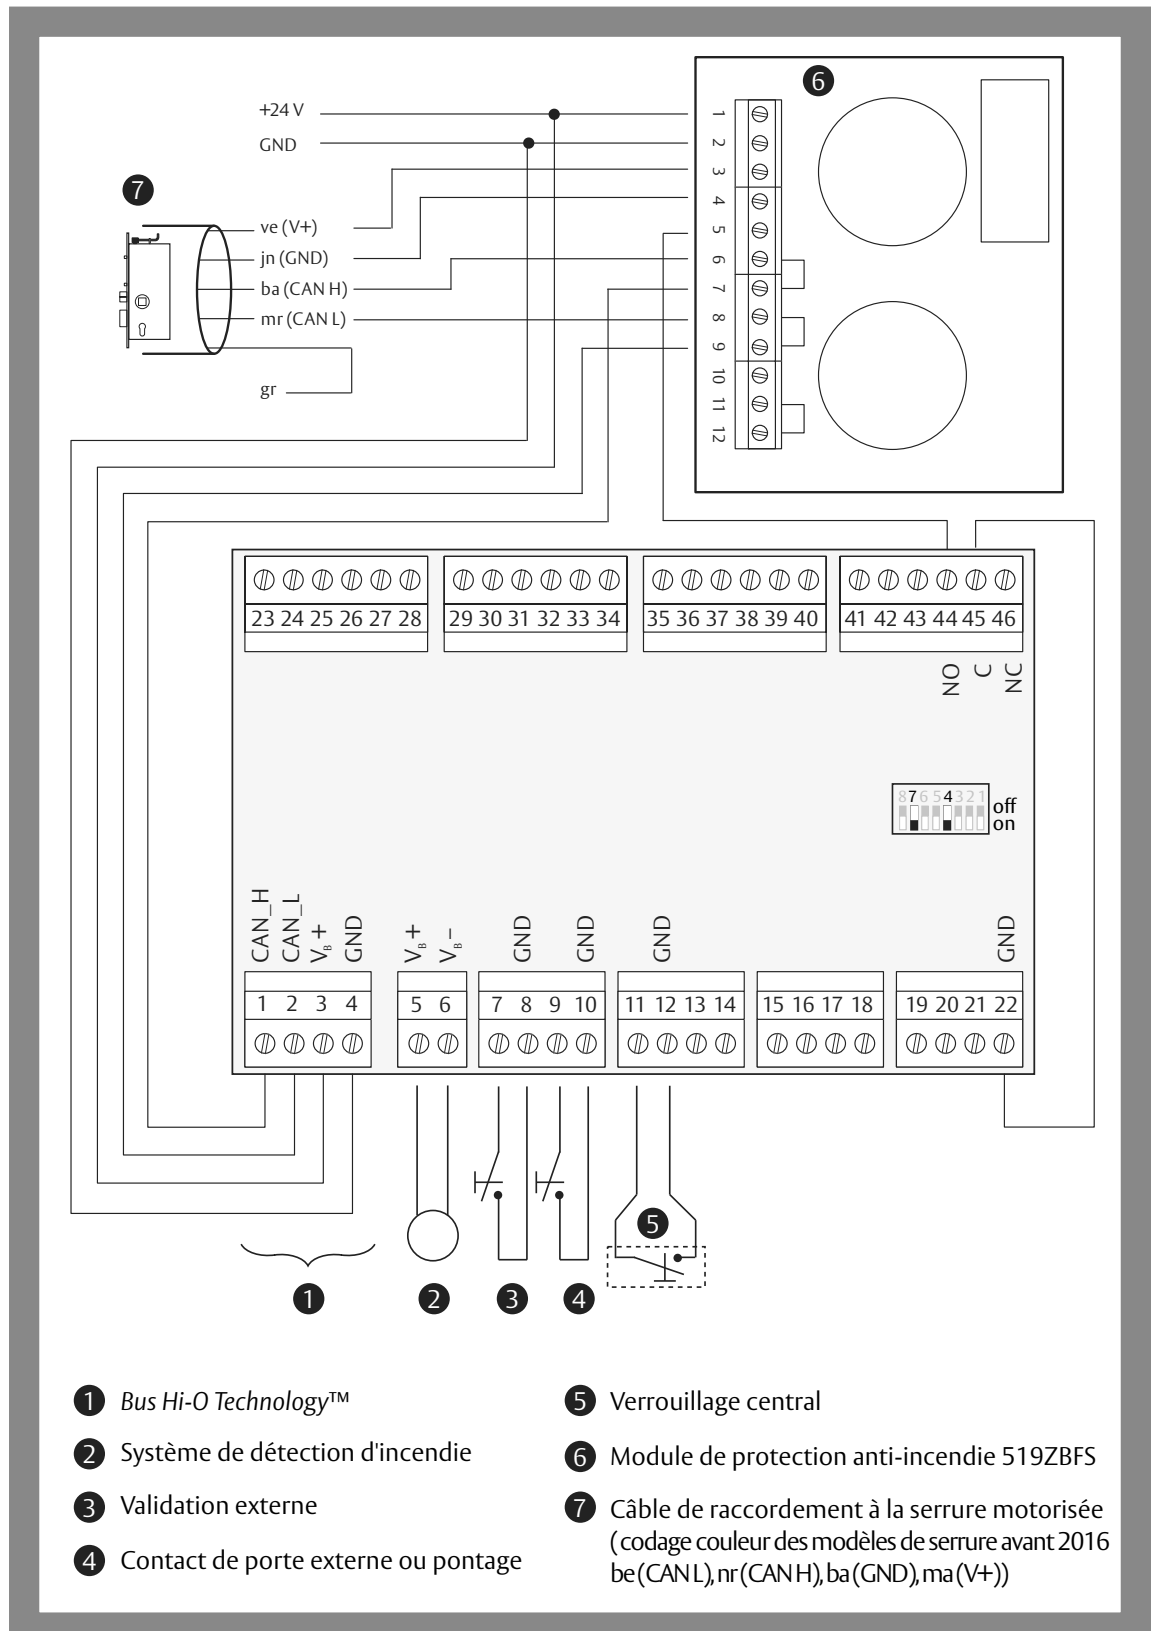 6
+24 V
GND
7
ve (V+)
jn (GND)
ba (CAN H)
mr (CAN L)
gr
1
2
3
4
5
6
7
8
9
10
11
12
23 24 25 26 27 28
29 30 31 32 33 34
35 36 37 38 39 40
41 42 43 44 45 46
NO
C
NC
8 7 6 5 4 3 2 1
off
on
CAN_H
CAN_L
VB +
GND
VB +
VB –
GND
GND
GND
GND
1 2 3 4
5 6
7 8 9 10
11 12 13 14
15 16 17 18
19 20 21 22
5
1
2
3
4
1 Bus Hi-O Technology™
2 Système de détection d'incendie
3 Validation externe
4 Contact de porte externe ou pontage
5 Verrouillage central
6 Module de protection anti-incendie 519ZBFS
7 Câble de raccordement à la serrure motorisée
( codage couleur des modèles de serrure avant 2016
be (CAN L), nr (CAN H), ba (GND), ma (V+))